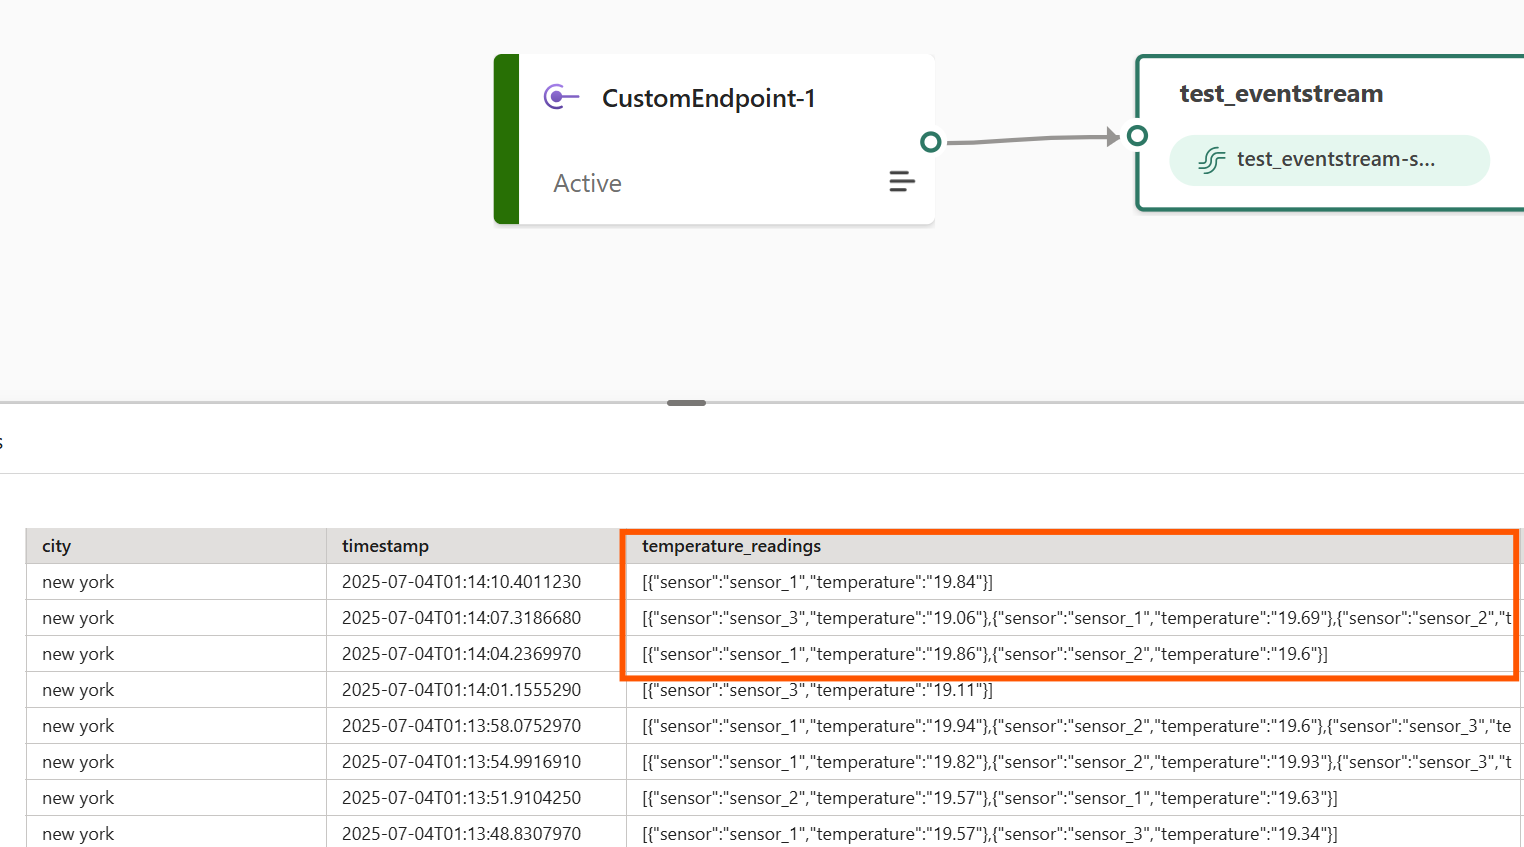 CustomEndpoint-1
Active
test_eventstream
test_eventstream-s...
s
city timestamp temperature_readings
new york 2025-07-04T01:14:10.4011230 [{"sensor":"sensor_1","temperature":"19.84"}]
new york 2025-07-04T01:14:07.3186680 [{"sensor":"sensor_3","temperature":"19.06"},{"sensor":"sensor_1","temperature":"19.69"},{"sensor":"sensor_2","t
new york 2025-07-04T01:14:04.2369970 [{"sensor":"sensor_1","temperature":"19.86"},{"sensor":"sensor_2","temperature":"19.6"}]
new york 2025-07-04T01:14:01.1555290 [{"sensor":"sensor_3","temperature":"19.11"}]
new york 2025-07-04T01:13:58.0752970 [{"sensor":"sensor_1","temperature":"19.94"},{"sensor":"sensor_2","temperature":"19.6"},{"sensor":"sensor_3","te
new york 2025-07-04T01:13:54.9916910 [{"sensor":"sensor_1","temperature":"19.82"},{"sensor":"sensor_2","temperature":"19.93"},{"sensor":"sensor_3","t
new york 2025-07-04T01:13:51.9104250 [{"sensor":"sensor_2","temperature":"19.57"},{"sensor":"sensor_1","temperature":"19.63"}]
new york 2025-07-04T01:13:48.8307970 [{"sensor":"sensor_1","temperature":"19.57"},{"sensor":"sensor_3","temperature":"19.34"}]